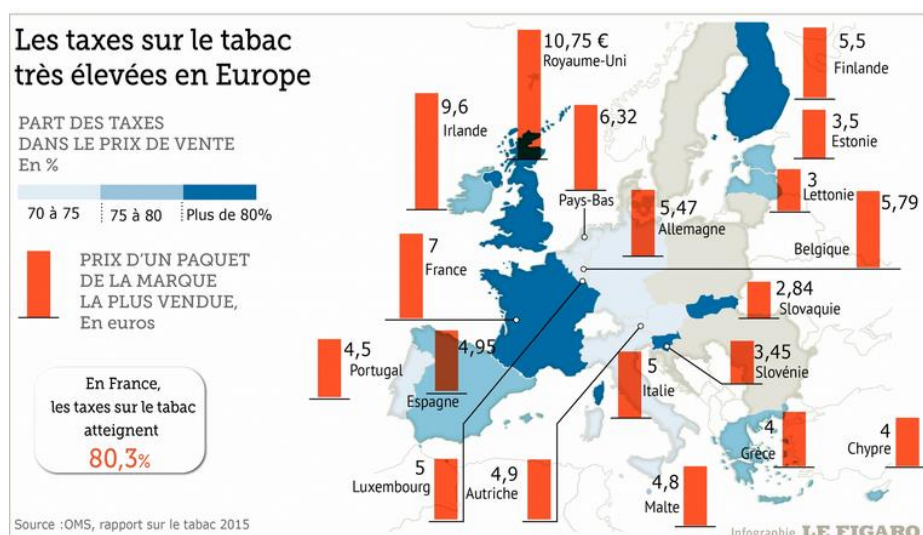 Les taxes sur le tabac
très élevées en Europe
PART DES TAXES
DANS LE PRIX DE VENTE
En %
70 à 75
75 à 80
Plus de 80%
PRIX D'UN PAQUET
DE LA MARQUE
LA PLUS VENDUE,
En euros
En France,
les taxes sur le tabac
atteignent
80,3%
10,75 €
Royaume-Uni
5,5
Finlande
9,6
Irlande
6,32
Pays-Bas
3,5
Estonie
3
Lettonie
5,47
Allemagne
5,79
Belgique
7
France
2,84
Slovaquie
4,5
Portugal
4,95
Espagne
5
Italie
3,45
Slovénie
4
Grèce
4
Chypre
5
Luxembourg
4,9
Autriche
4,8
Malte
Source :OMS, rapport sur le tabac 2015
Infographie LE FIGARO